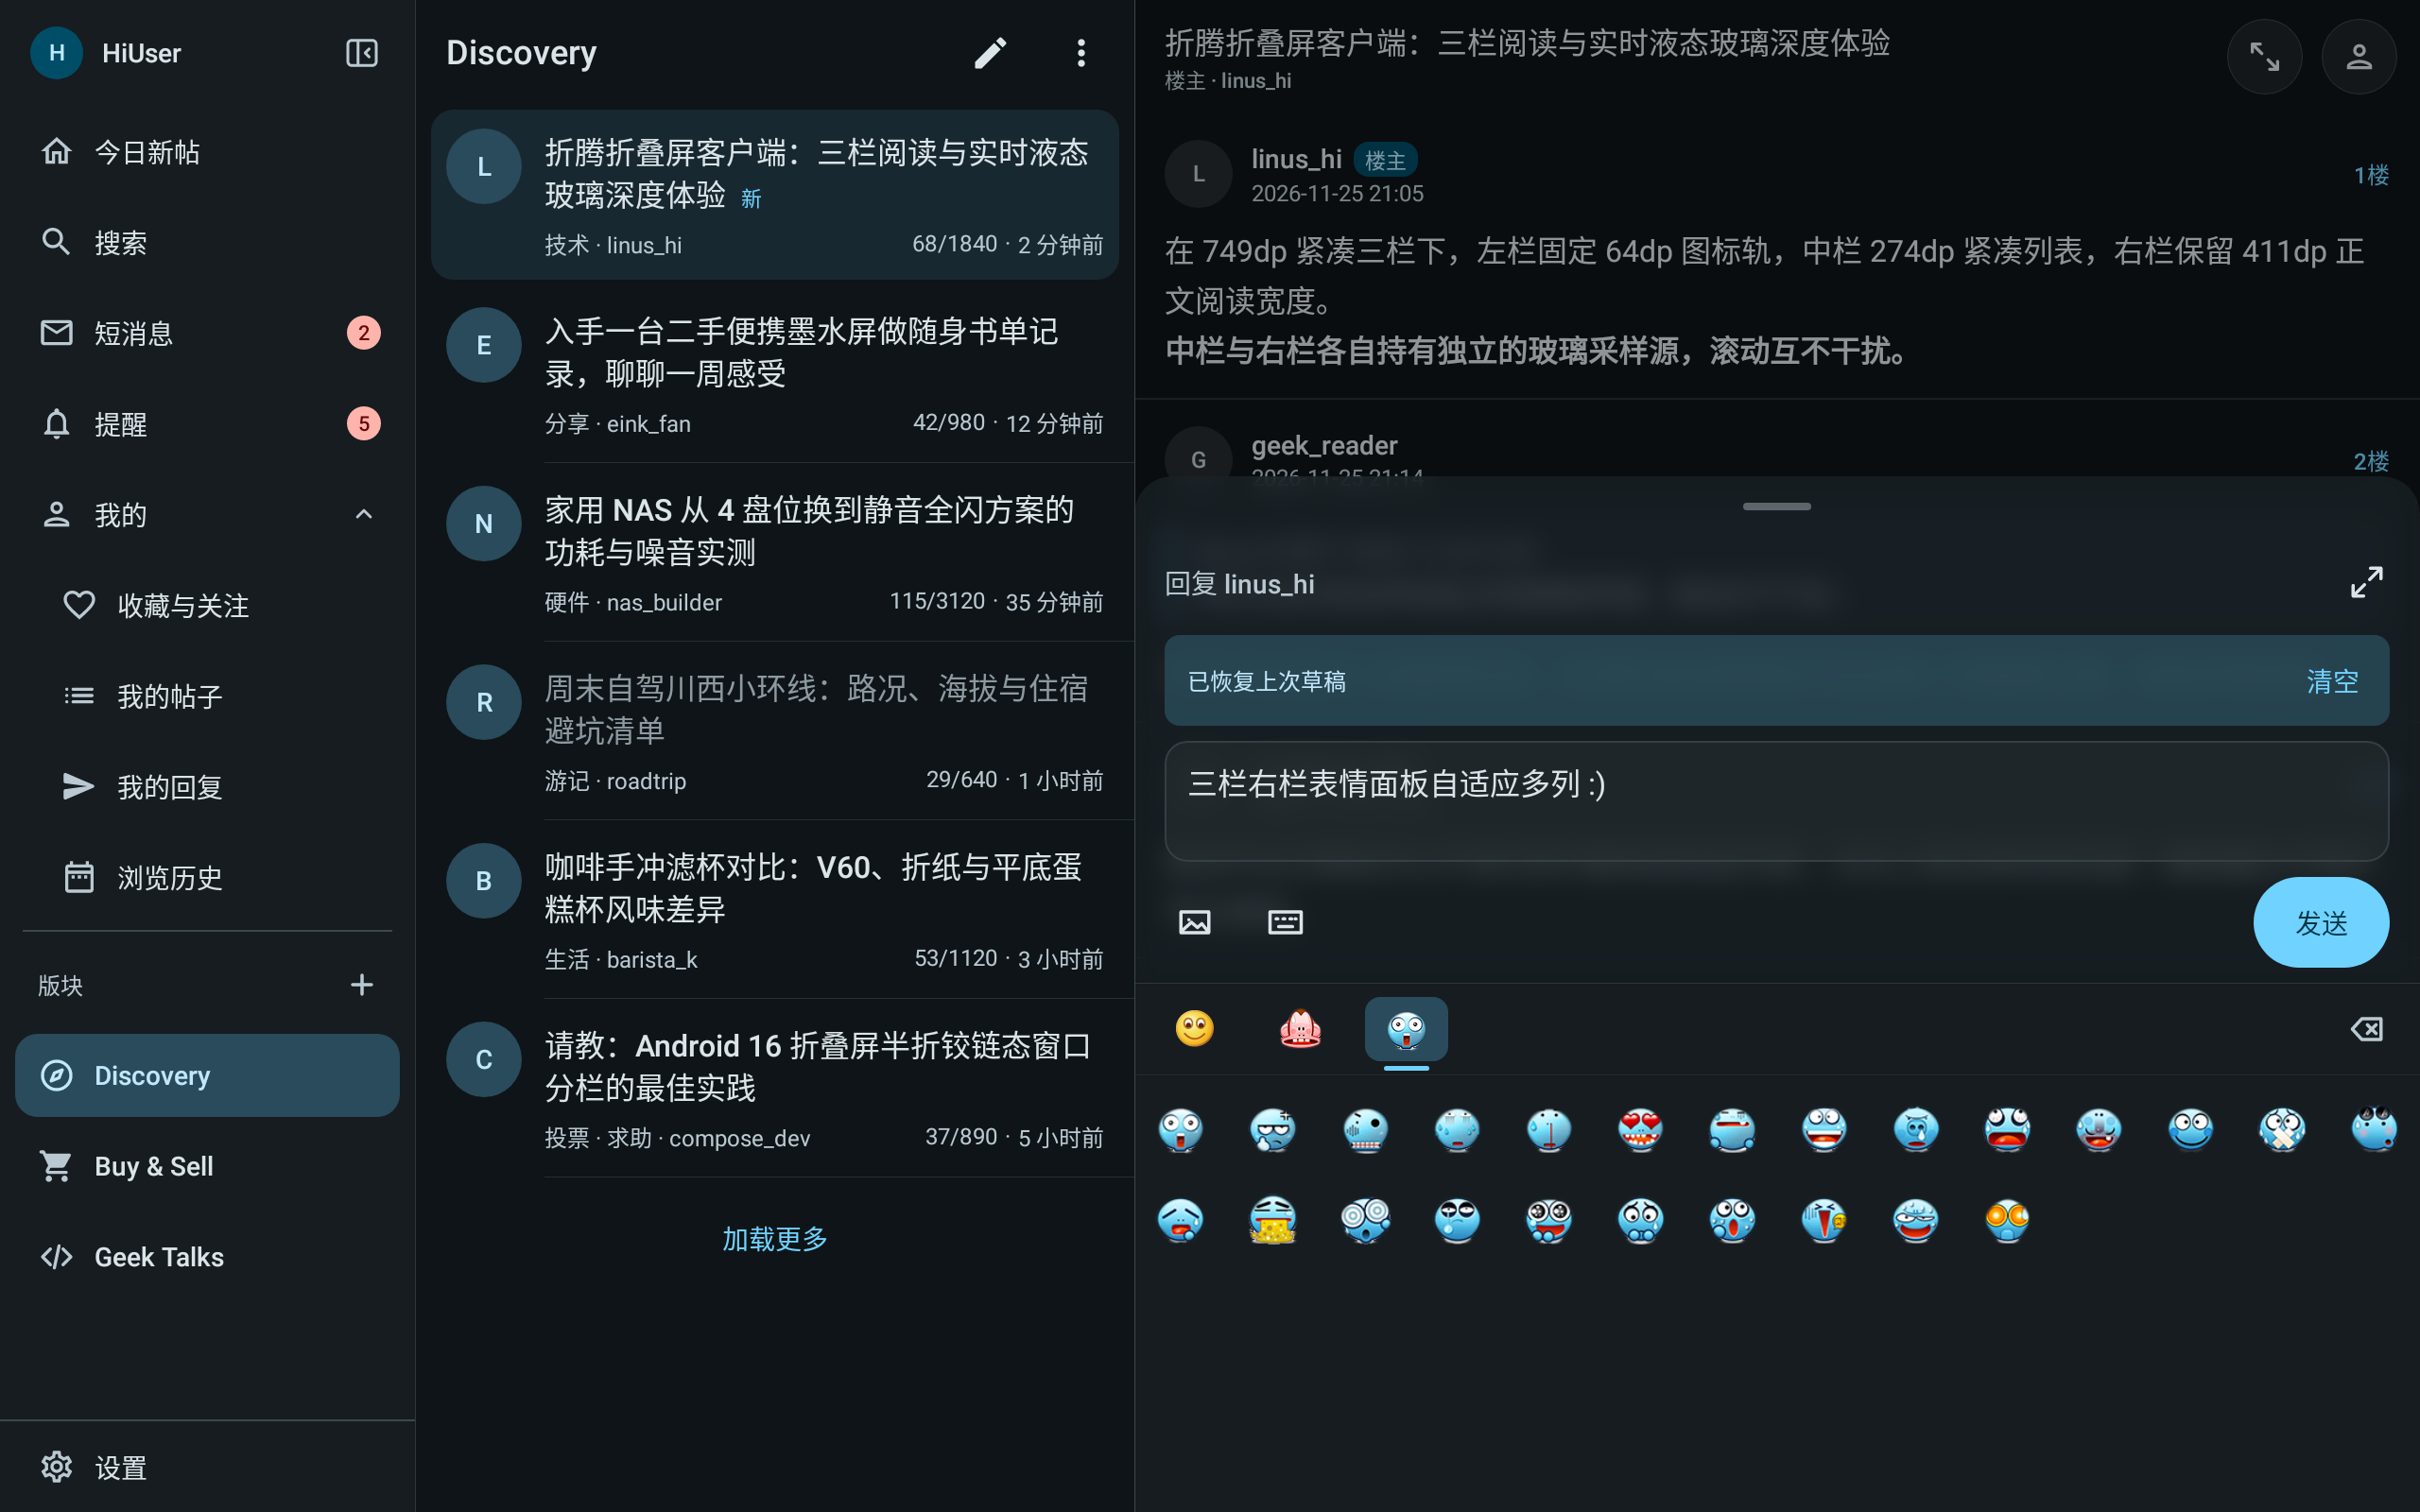 H
HiUser
今日新帖
搜索
短消息
2
提醒
5
我的
收藏与关注
我的帖子
我的回复
浏览历史
版块
Discovery
Buy & Sell
Geek Talks
设置
Discovery
L
折腾折叠屏客户端：三栏阅读与实时液态
玻璃深度体验 新
技术 · linus_hi
68/1840 · 2 分钟前
E
入手一台二手便携墨水屏做随身书单记
录，聊聊一周感受
分享 · eink_fan
42/980 · 12 分钟前
N
家用 NAS 从 4 盘位换到静音全闪方案的
功耗与噪音实测
硬件 · nas_builder
115/3120 · 35 分钟前
R
周末自驾川西小环线：路况、海拔与住宿
避坑清单
游记 · roadtrip
29/640 · 1 小时前
B
咖啡手冲滤杯对比：V60、折纸与平底蛋
糕杯风味差异
生活 · barista_k
53/1120 · 3 小时前
C
请教：Android 16 折叠屏半折铰链态窗口
分栏的最佳实践
投票 · 求助 · compose_dev
37/890 · 5 小时前
加载更多
折腾折叠屏客户端：三栏阅读与实时液态玻璃深度体验
楼主 · linus_hi
L
linus_hi 楼主
2026-11-25 21:05
1楼
在 749dp 紧凑三栏下，左栏固定 64dp 图标轨，中栏 274dp 紧凑列表，右栏保留 411dp 正
文阅读宽度。
中栏与右栏各自持有独立的玻璃采样源，滚动互不干扰。
G
geek_reader
2026-11-25 21:14
2楼
回复 linus_hi
已恢复上次草稿
清空
三栏右栏表情面板自适应多列 :)
发送